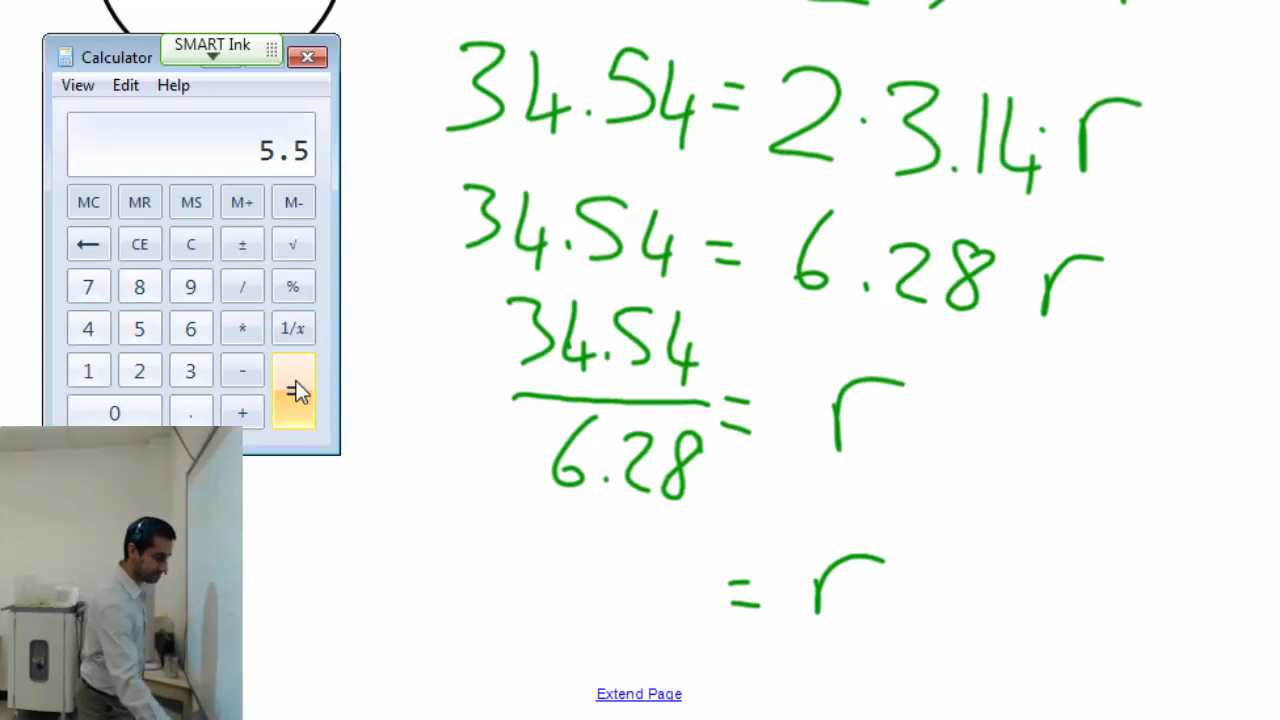 SMART Ink
Calculator
View Edit Help
5.5
MC MR MS M+ M-
← CE C ± √
7 8 9 / %
4 5 6 * 1/x
1 2 3 - =
0 . +
34.54 = 2 · 3.14 · r
34.54 = 6.28 r
34.54
6.28
= r
= r
Extend Page